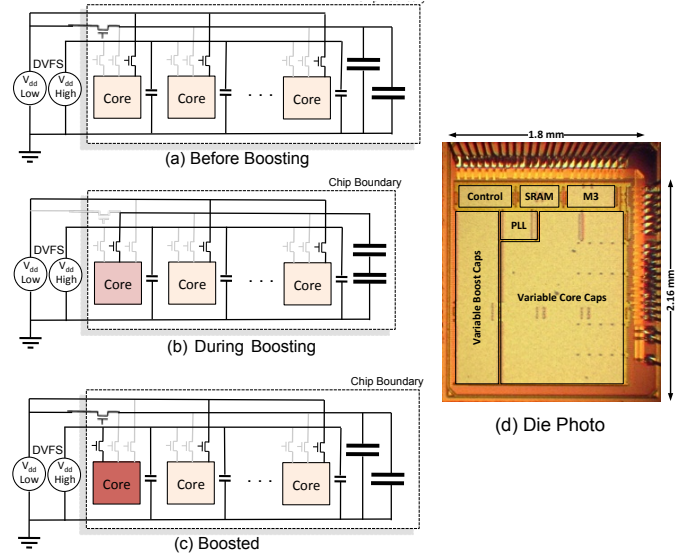 DVFS
Vdd
Low
Vdd
High
Core
Core
. . .
Core
(a) Before Boosting
Chip Boundary
DVFS
Vdd
Low
Vdd
High
Core
Core
. . .
Core
(b) During Boosting
Chip Boundary
DVFS
Vdd
Low
Vdd
High
Core
Core
. . .
Core
(c) Boosted
1.8 mm
Control
SRAM
M3
PLL
Variable Boost Caps
Variable Core Caps
2.16 mm
(d) Die Photo